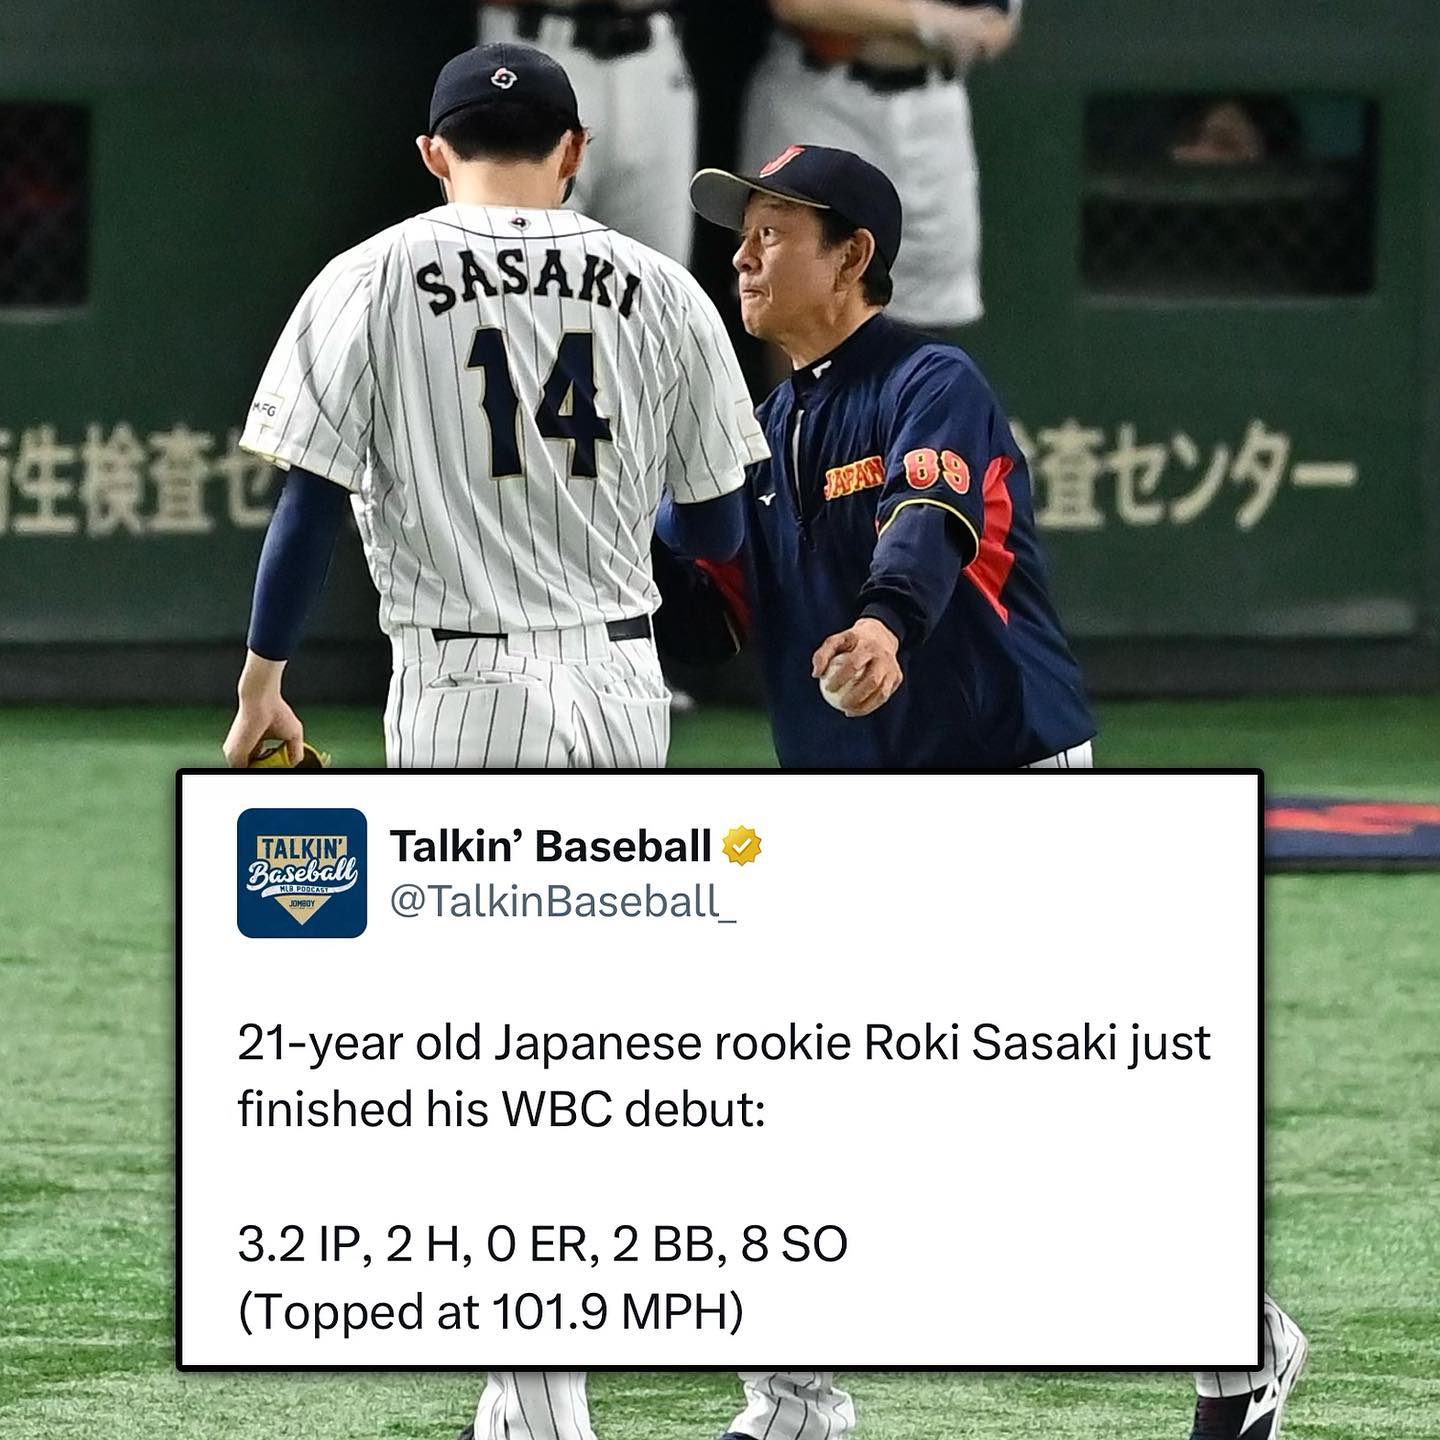 J
SASAKI
14
MUFG
JAPAN
89
衛生検査セ
査センター
TALKIN'
Baseball
MLB PODCAST
JOMBOY
Talkin’ Baseball
@TalkinBaseball_
21-year old Japanese rookie Roki Sasaki just
finished his WBC debut:
3.2 IP, 2 H, 0 ER, 2 BB, 8 SO
(Topped at 101.9 MPH)